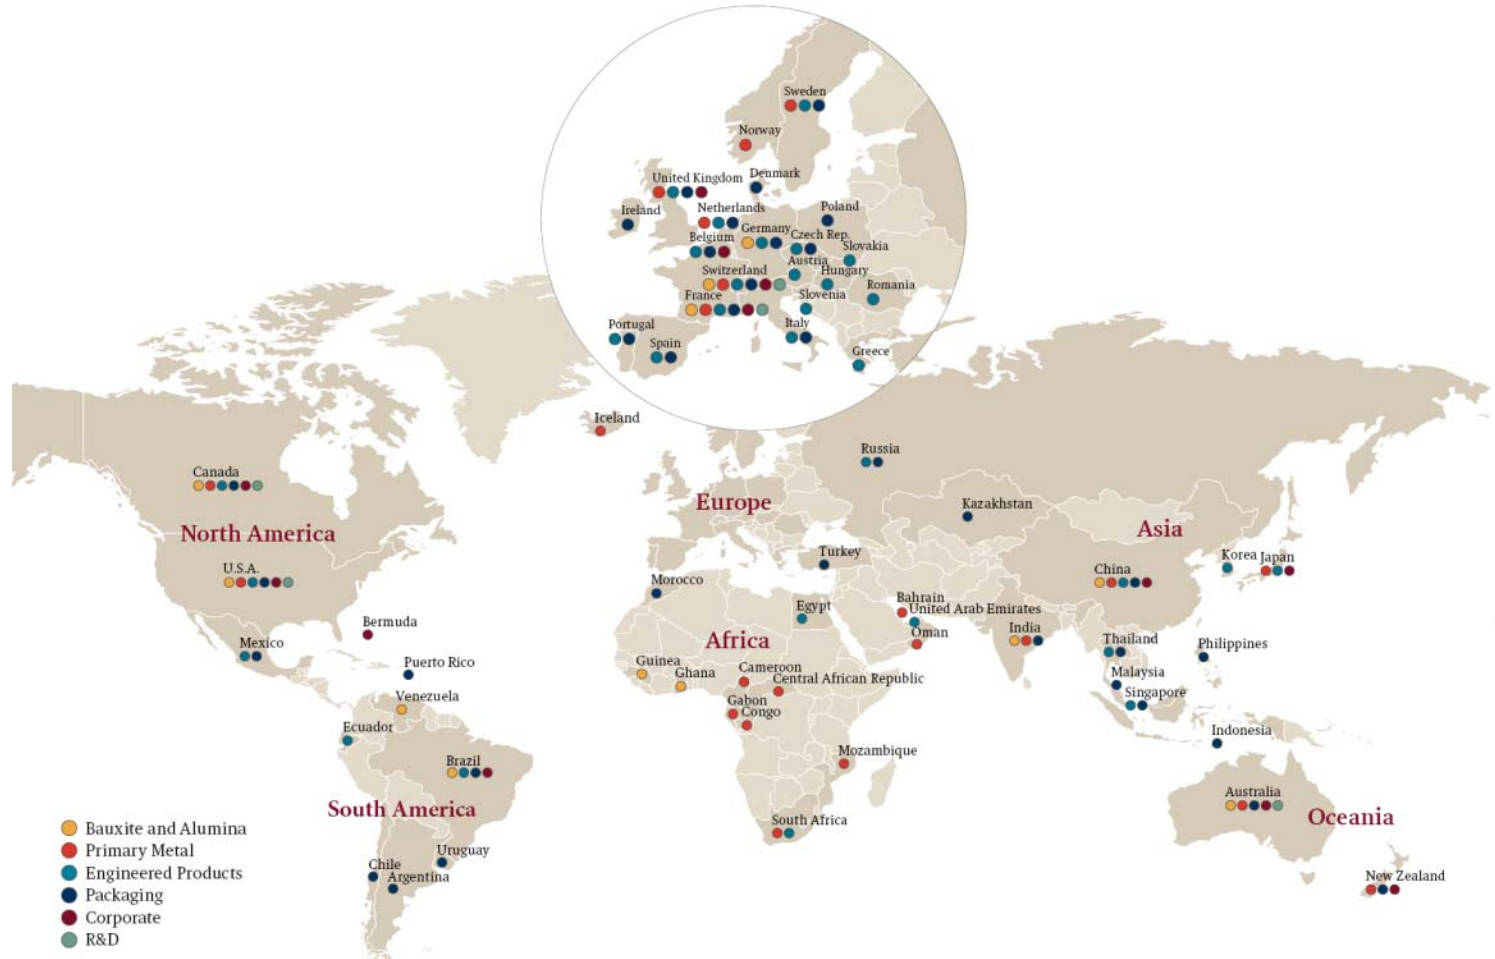 Sweden
Norway
United Kingdom
Denmark
Ireland
Netherlands
Poland
Belgium
Germany
Czech Rep.
Slovakia
Austria
Switzerland
Hungary
France
Slovenia
Romania
Portugal
Italy
Spain
Greece
Iceland
Russia
Canada
Europe
Kazakhstan
North America
Asia
Turkey
Korea
Japan
U.S.A.
China
Morocco
Bahrain
Egypt
United Arab Emirates
Bermuda
India
Oman
Mexico
Africa
Thailand
Philippines
Puerto Rico
Guinea
Ghana
Cameroon
Central African Republic
Malaysia
Venezuela
Gabon
Singapore
Congo
Ecuador
Indonesia
Brazil
Mozambique
Australia
South America
Oceania
South Africa
Bauxite and Alumina
Primary Metal
Engineered Products
Packaging
Corporate
R&D
Uruguay
Chile
Argentina
New Zealand